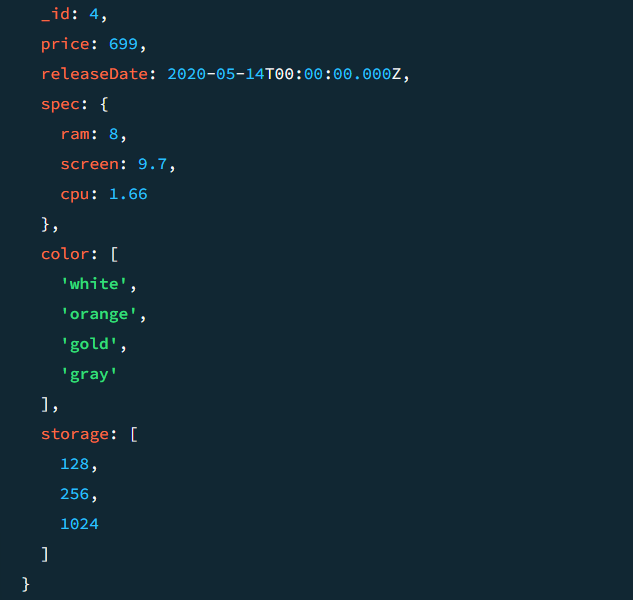 _id: 4,
price: 699,
releaseDate: 2020-05-14T00:00:00.000Z,
spec: {
ram: 8,
screen: 9.7,
cpu: 1.66
},
color: [
'white',
'orange',
'gold',
'gray'
],
storage: [
128,
256,
1024
]
}